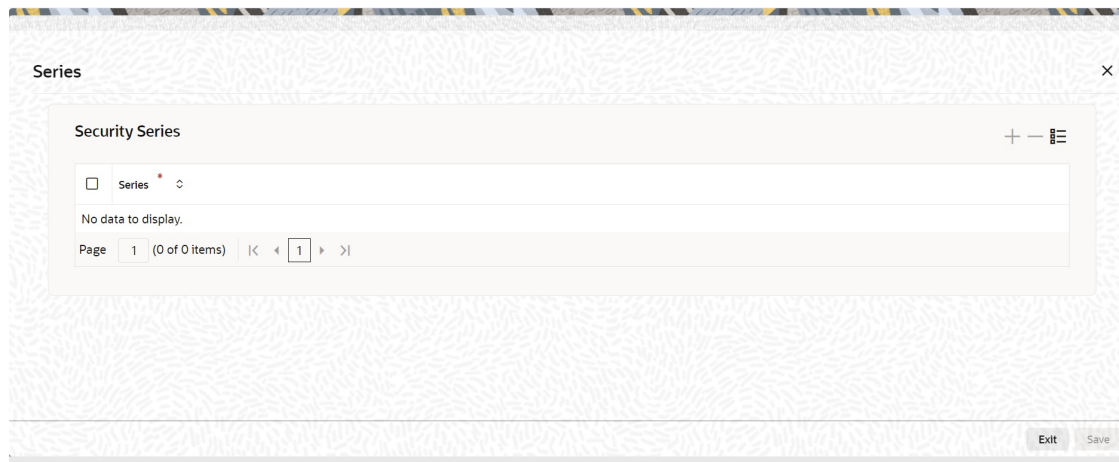 Series
Security Series
Series *
No data to display.
Page 1 (0 of 0 items) 1
Exit Save